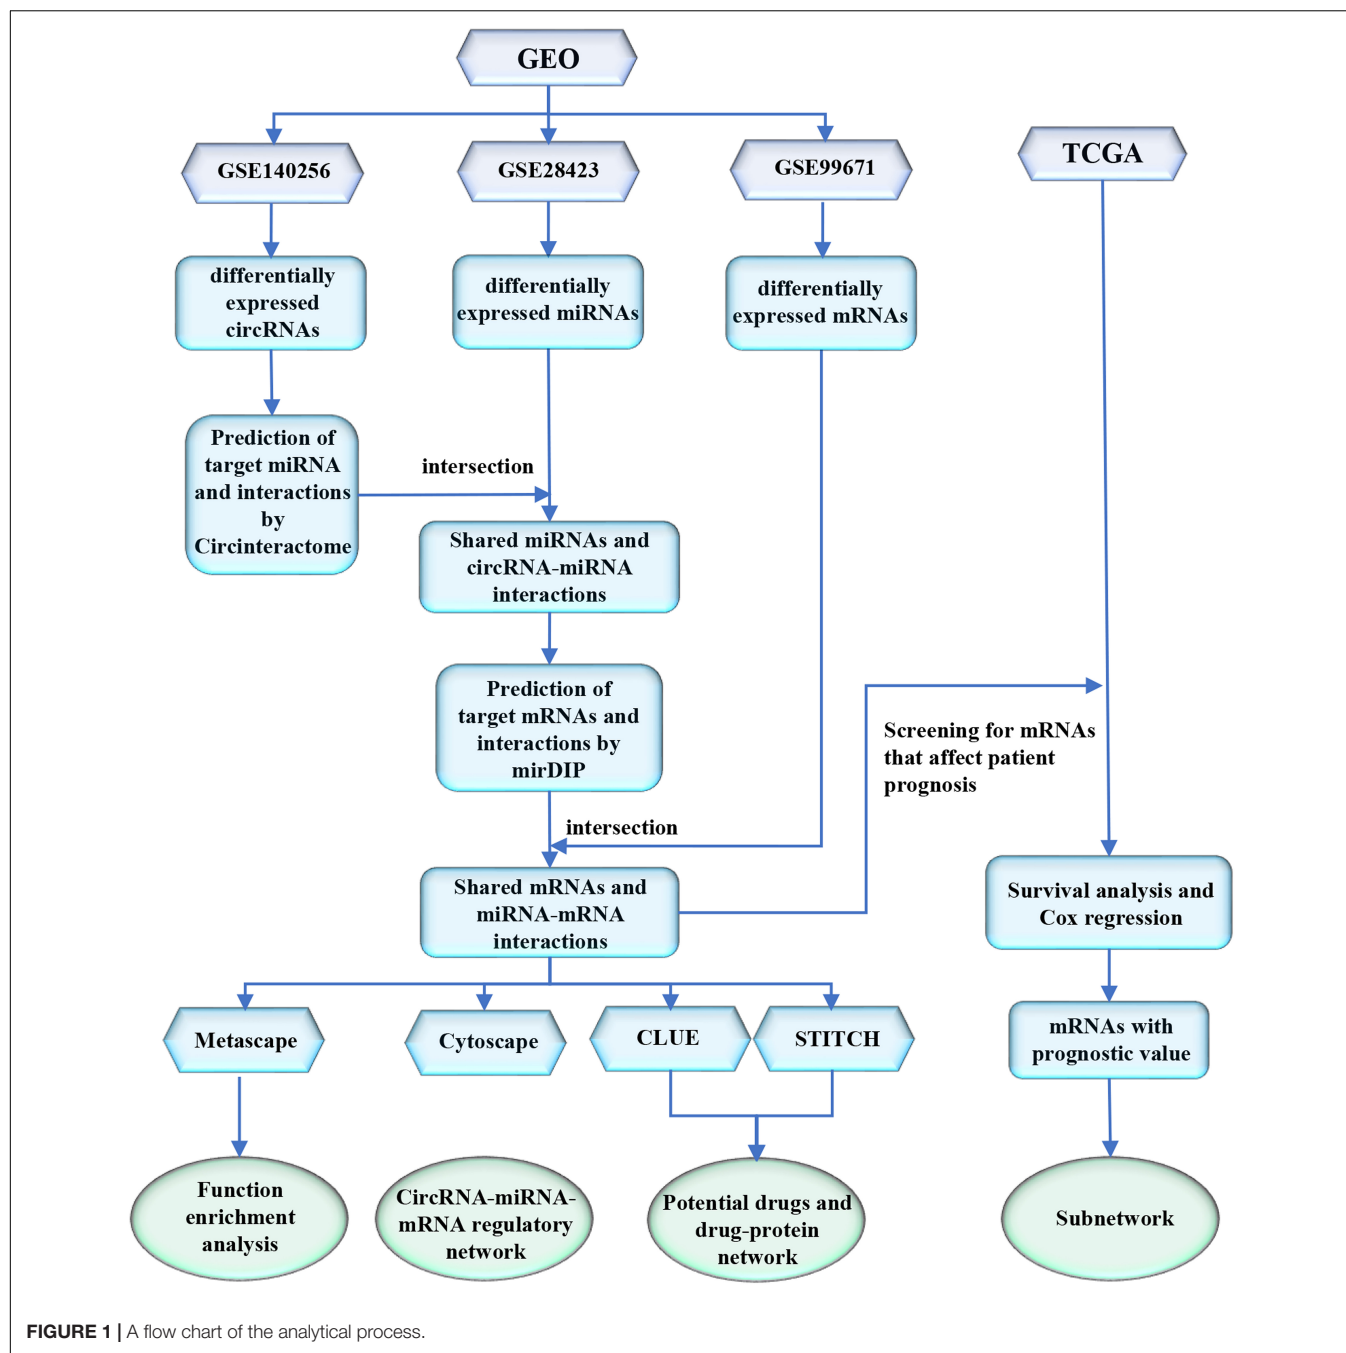 GEO
GSE140256
GSE28423
GSE99671
TCGA
differentially
expressed
circRNAs
differentially
expressed miRNAs
differentially
expressed mRNAs
Prediction of
target miRNA
and interactions
by
Circinteractome
intersection
Shared miRNAs and
circRNA-miRNA
interactions
Prediction of
target mRNAs and
interactions by
mirDIP
Screening for mRNAs
that affect patient
prognosis
intersection
Shared mRNAs and
miRNA-mRNA
interactions
Survival analysis and
Cox regression
Metascape
Cytoscape
CLUE
STITCH
mRNAs with
prognostic value
Function
enrichment
analysis
CircRNA-miRNA-
mRNA regulatory
network
Potential drugs and
drug-protein
network
Subnetwork
FIGURE 1 | A flow chart of the analytical process.